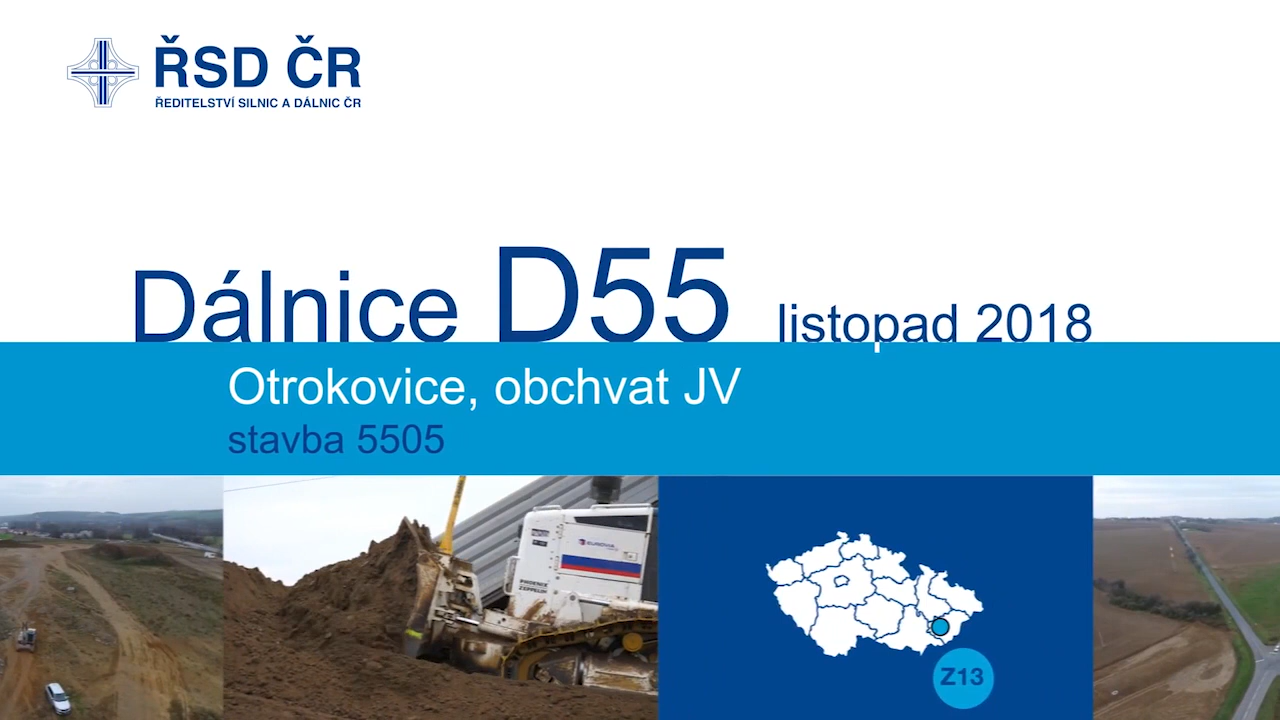 ŘSD ČR
ŘEDITELSTVÍ SILNIC A DÁLNIC ČR
Dálnice D55 listopad 2018
Otrokovice, obchvat JV
stavba 5505
EUROVIA
PHOENIX
ZEPPELIN
Z13